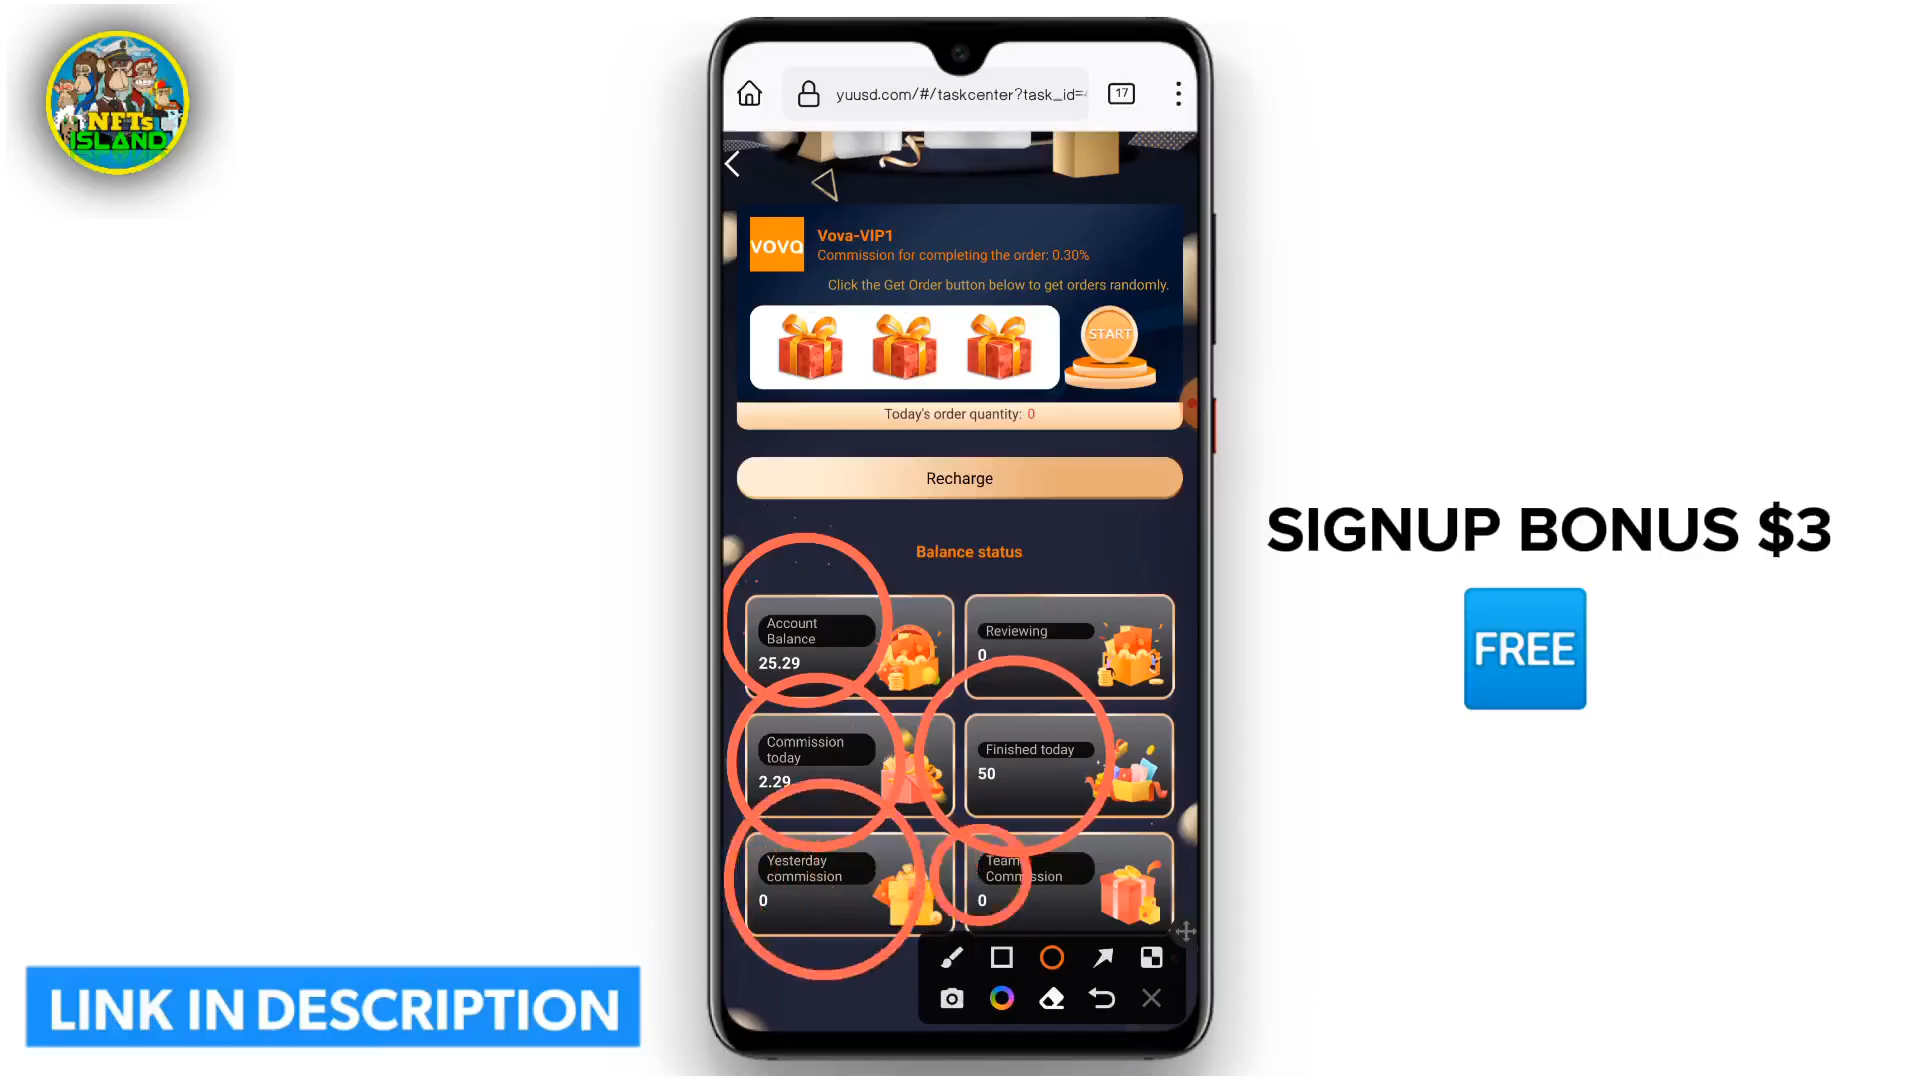 NFTs
ISLAND
yuusd.com/#/taskcenter?task_id=
17
vova
Vova-VIP1
Commission for completing the order: 0.30%
Click the Get Order button below to get orders randomly.
START
Today's order quantity: 0
Recharge
Balance status
Account
Balance
25.29
Reviewing
0
Commission
today
2.29
Finished today
50
Yesterday
commission
0
Team
Commission
0
SIGNUP BONUS $3
FREE
LINK IN DESCRIPTION